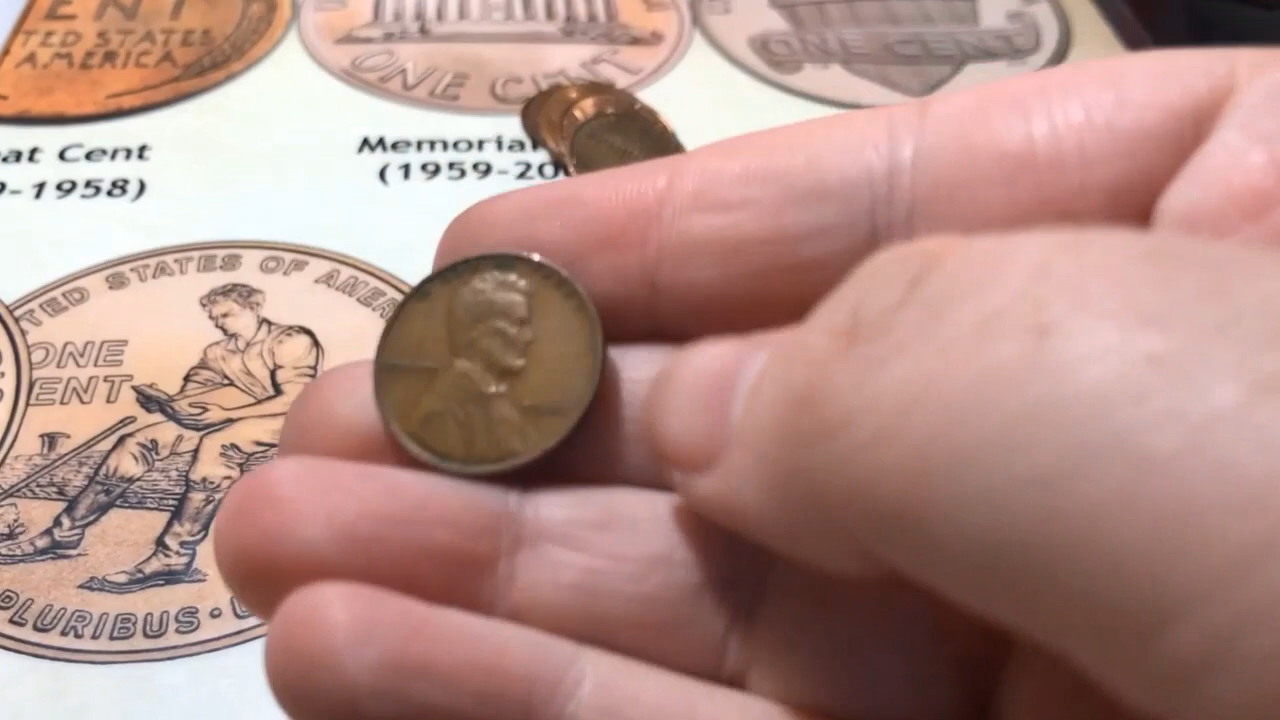 ENT
TED STATES
AMERICA
ONE CENT
ONE CENT
at Cent
9-1958)
Memorial
(1959-20
TED STATES OF AMER
ONE
ENT
PLURIBUS · U